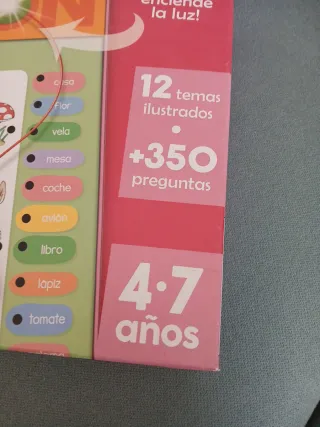 enciende
la luz!
12 temas
ilustrados
•
+350
preguntas
4·7
años
casa
flor
vela
mesa
coche
avión
libro
lápiz
tomate